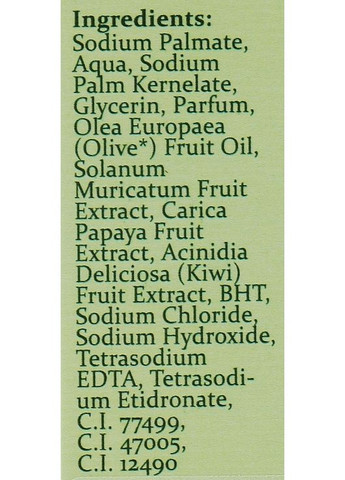 Ingredients:
Sodium Palmate,
Aqua, Sodium
Palm Kernelate,
Glycerin, Parfum,
Olea Europaea
(Olive*) Fruit Oil,
Solanum
Muricatum Fruit
Extract, Carica
Papaya Fruit
Extract, Acinidia
Deliciosa (Kiwi)
Fruit Extract, BHT,
Sodium Chloride,
Sodium Hydroxide,
Tetrasodium
EDTA, Tetrasodi-
um Etidronate,
C.I. 77499,
C.I. 47005,
C.I. 12490